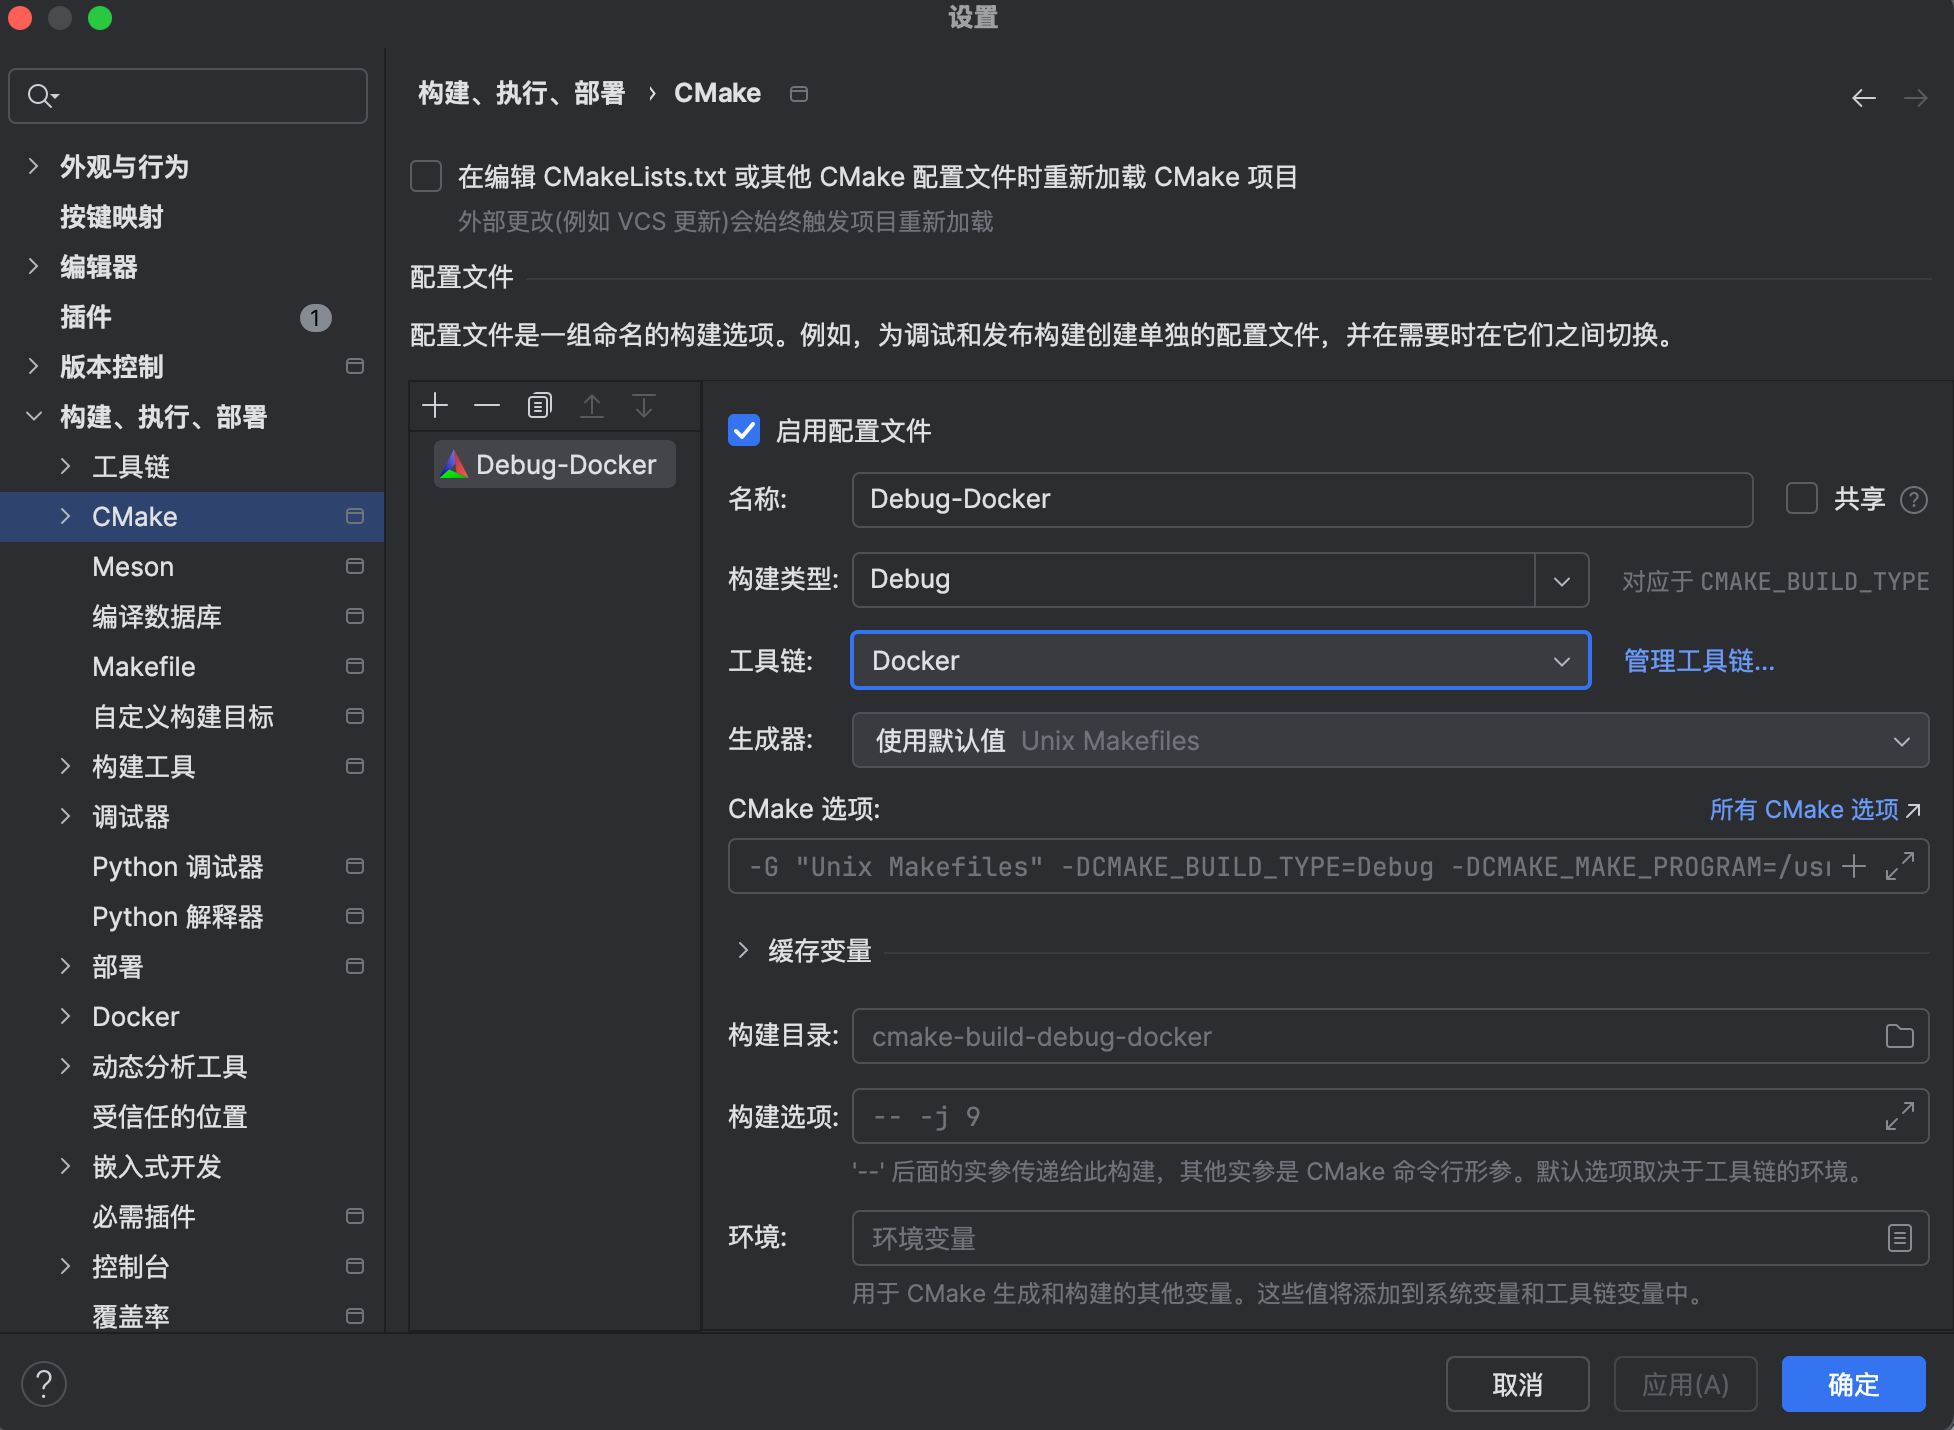 设置
构建、执行、部署 › CMake
外观与行为
按键映射
编辑器
插件 1
版本控制
构建、执行、部署
工具链
CMake
Meson
编译数据库
Makefile
自定义构建目标
构建工具
调试器
Python 调试器
Python 解释器
部署
Docker
动态分析工具
受信任的位置
嵌入式开发
必需插件
控制台
覆盖率
在编辑 CMakeLists.txt 或其他 CMake 配置文件时重新加载 CMake 项目
外部更改(例如 VCS 更新)会始终触发项目重新加载
配置文件
配置文件是一组命名的构建选项。例如，为调试和发布构建创建单独的配置文件，并在需要时在它们之间切换。
Debug-Docker
启用配置文件
名称: Debug-Docker 共享 ?
构建类型: Debug 对应于 CMAKE_BUILD_TYPE
工具链: Docker 管理工具链...
生成器: 使用默认值 Unix Makefiles
CMake 选项: 所有 CMake 选项↗
-G "Unix Makefiles" -DCMAKE_BUILD_TYPE=Debug -DCMAKE_MAKE_PROGRAM=/usr
缓存变量
构建目录: cmake-build-debug-docker
构建选项: -- -j 9
'--' 后面的实参传递给此构建，其他实参是 CMake 命令行形参。默认选项取决于工具链的环境。
环境: 环境变量
用于 CMake 生成和构建的其他变量。这些值将添加到系统变量和工具链变量中。
? 取消 应用(A) 确定